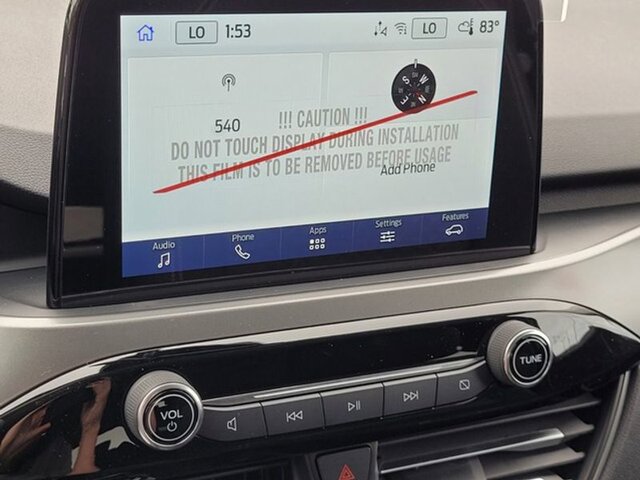 LO 1:53 LO 83°
540
!!! CAUTION !!!
DO NOT TOUCH DISPLAY DURING INSTALLATION
THIS FILM IS TO BE REMOVED BEFORE USAGE
Add Phone
Audio Phone Apps Settings Features
VOL TUNE